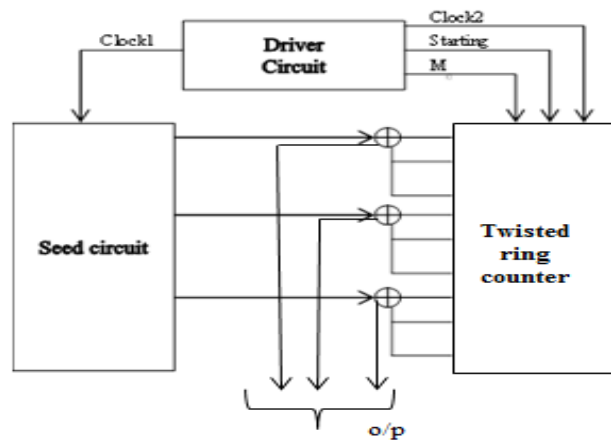 Clock2
Clock1
Driver
Circuit
Starting
M
Seed circuit
Twisted
ring
counter
o/p